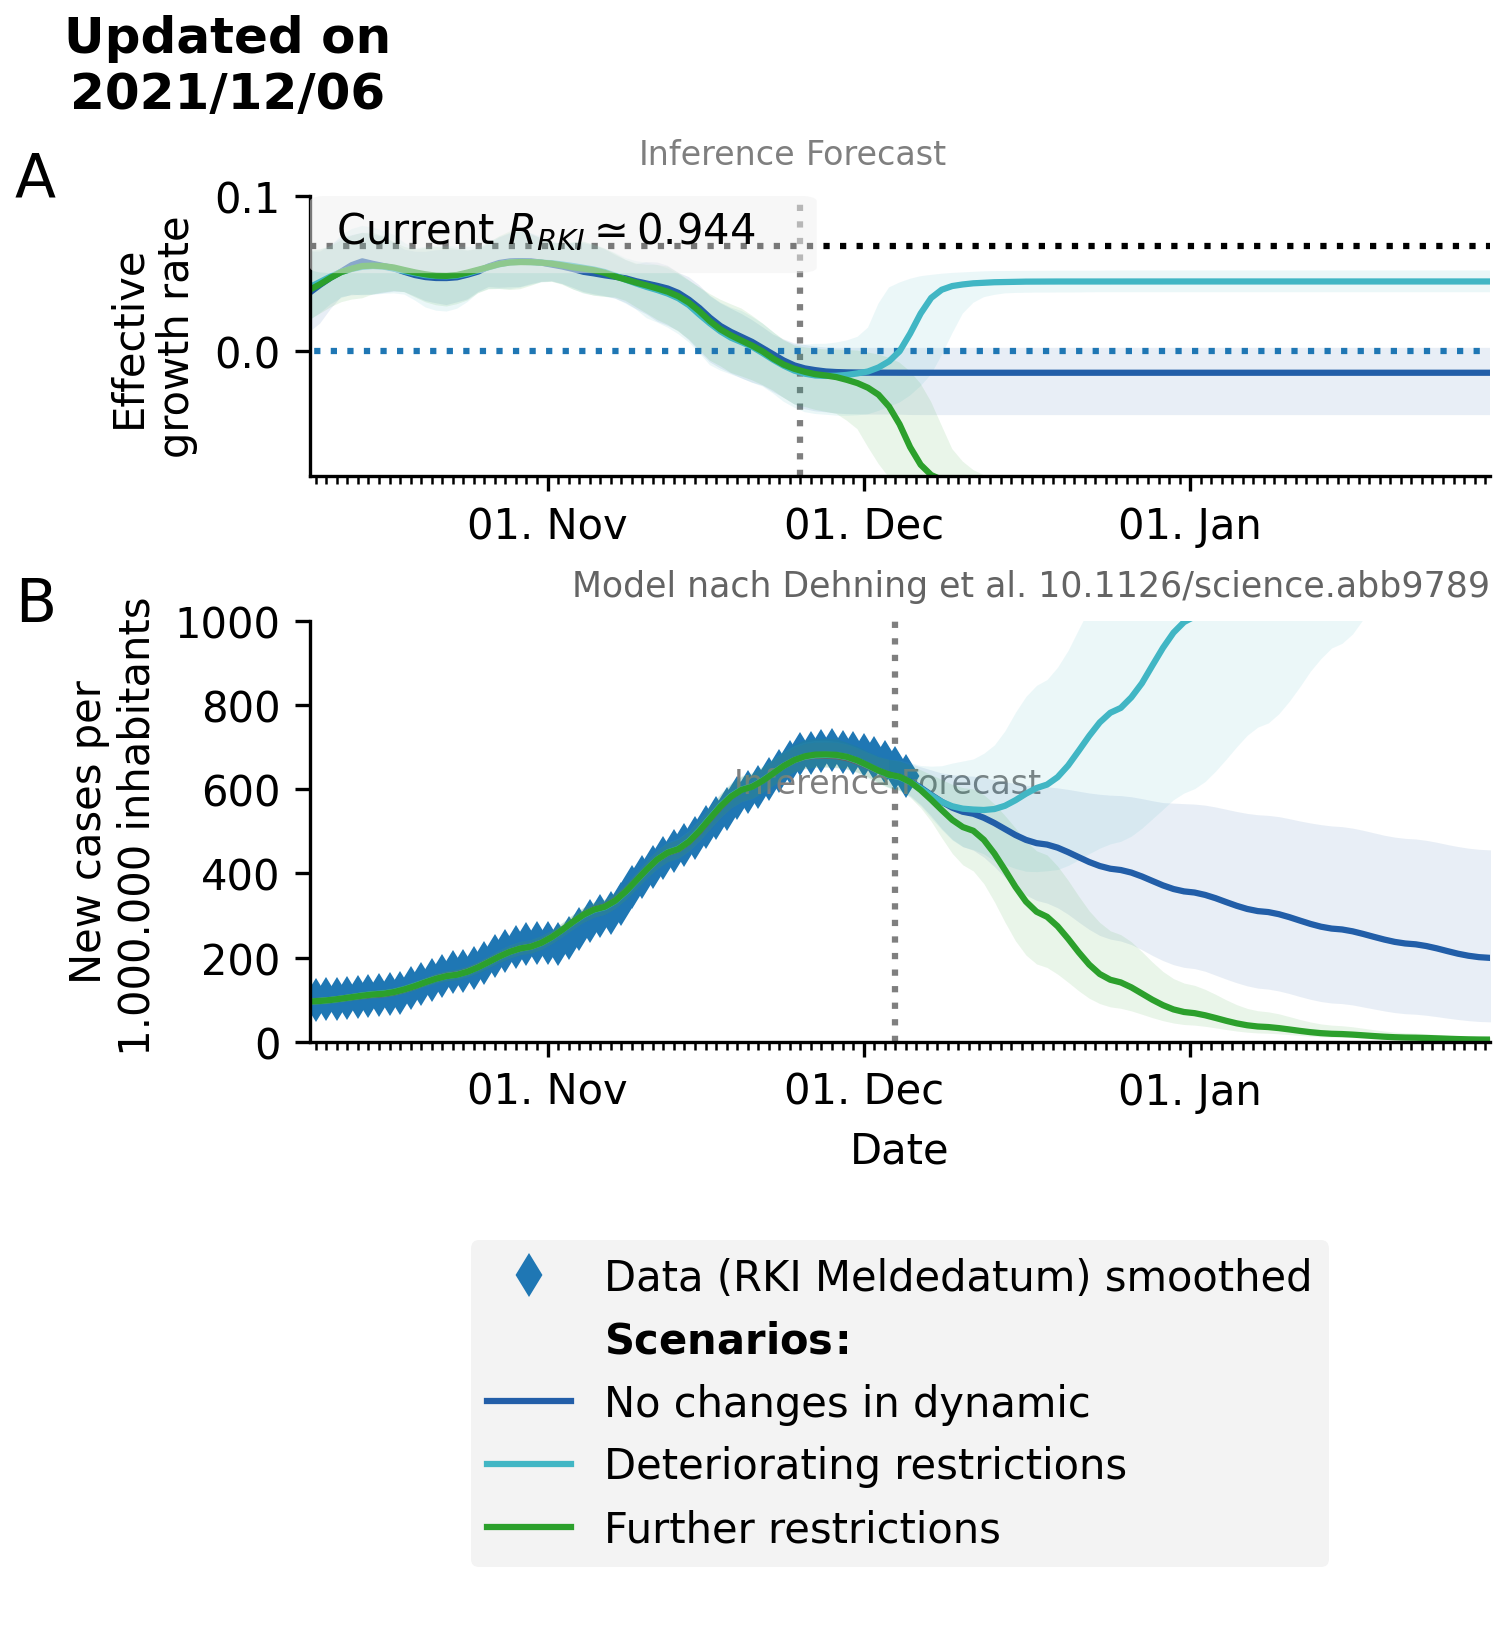 Updated on
2021/12/06
A
Inference Forecast
Effective
growth rate
0.1
0.0
Current R_RKI ≃ 0.944
01. Nov
01. Dec
01. Jan
B
Model nach Dehning et al. 10.1126/science.abb9789
New cases per
1.000.000 inhabitants
1000
800
600
400
200
0
Inference Forecast
01. Nov
01. Dec
01. Jan
Date
Data (RKI Meldedatum) smoothed
Scenarios:
No changes in dynamic
Deteriorating restrictions
Further restrictions